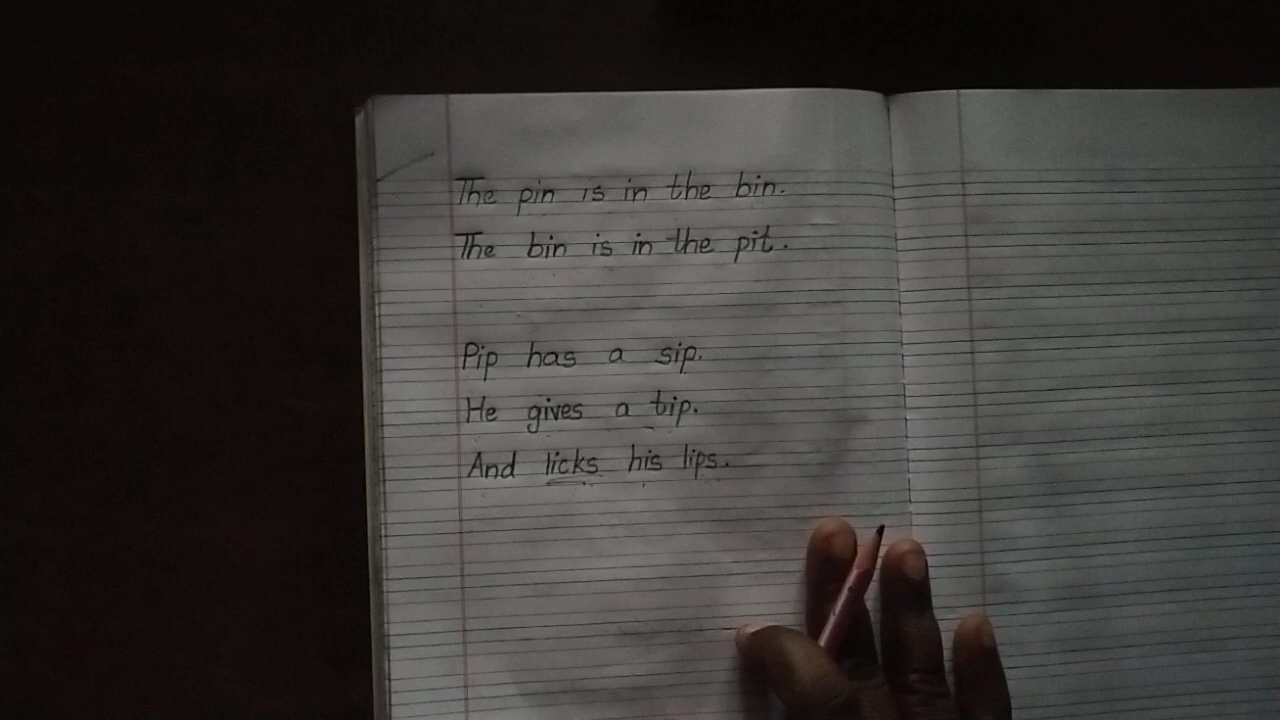 The pin is in the bin.
The bin is in the pit.
Pip has a sip.
He gives a tip.
And licks his lips.